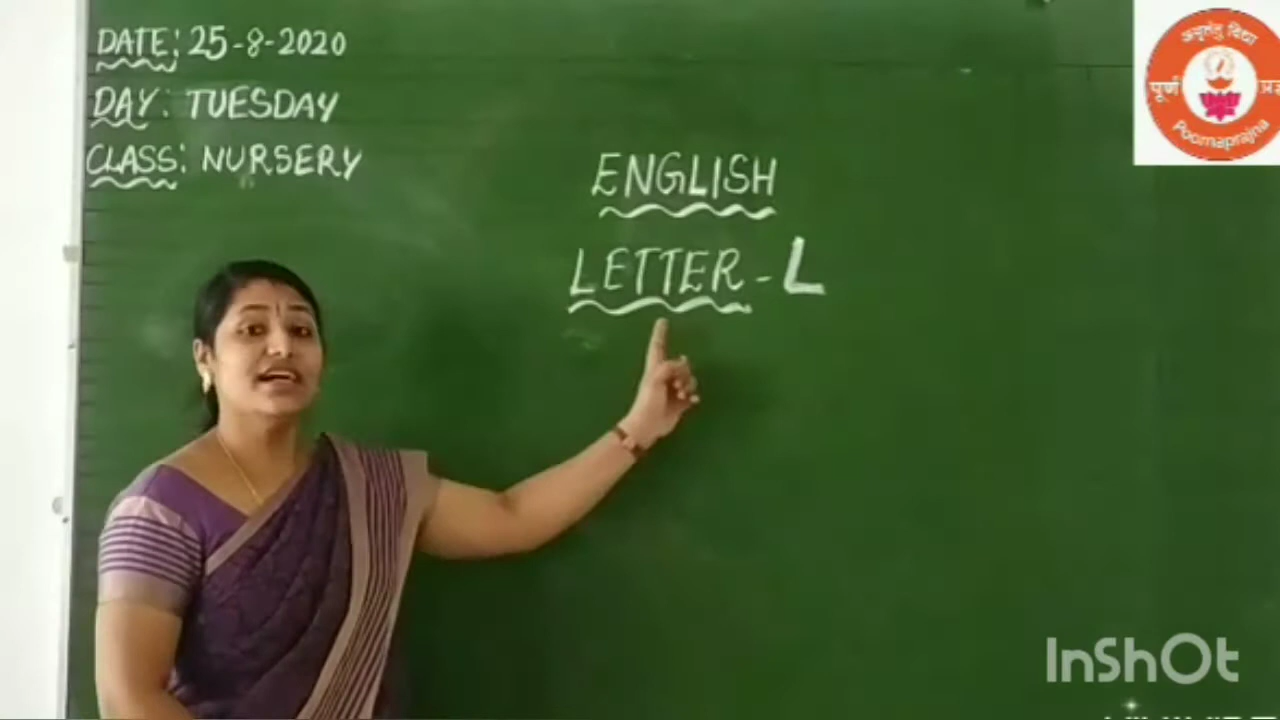 DATE: 25-8-2020
DAY: TUESDAY
CLASS: NURSERY
ENGLISH
LETTER - L
विद्या
पूर्ण
Poornaprajna
InShOt